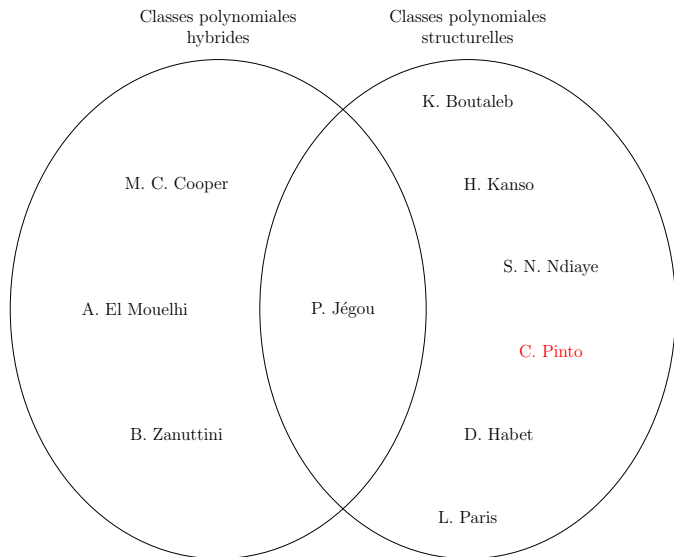 Classes polynomiales
hybrides
Classes polynomiales
structurelles
K. Boutaleb
M. C. Cooper
H. Kanso
S. N. Ndiaye
A. El Mouelhi
P. Jégou
C. Pinto
B. Zanuttini
D. Habet
L. Paris